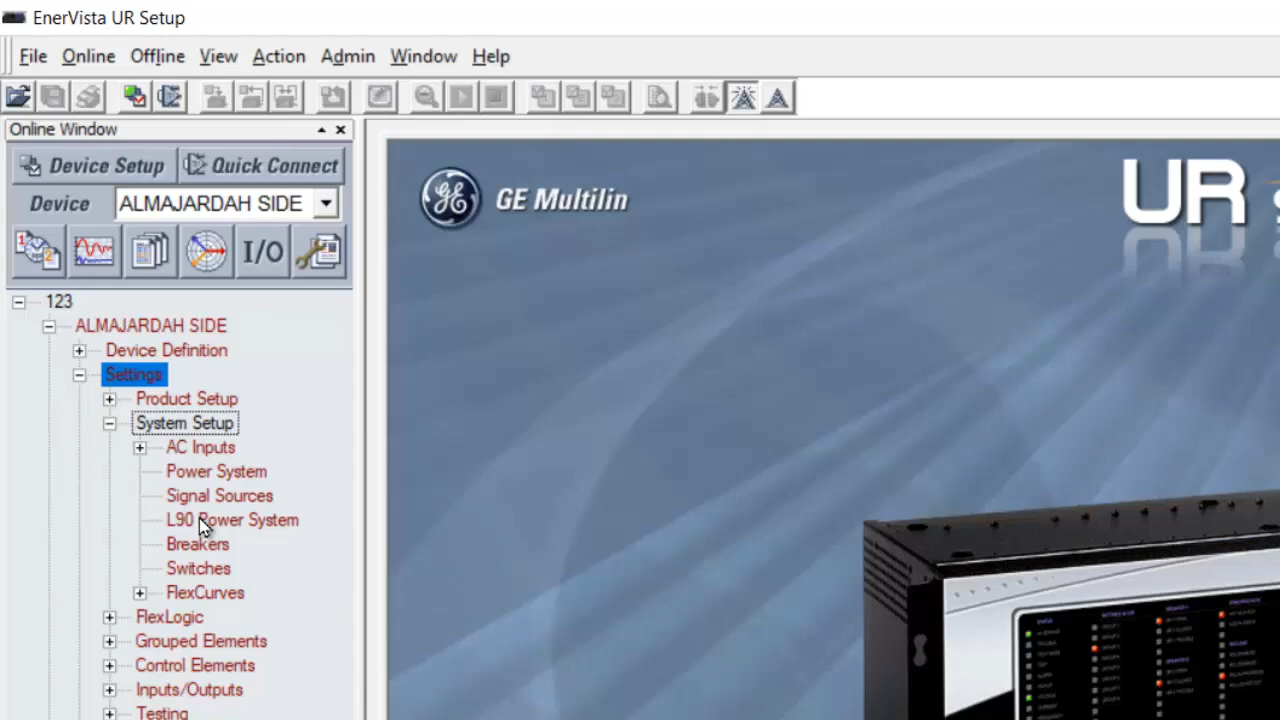 EnerVista UR Setup
File Online Offline View Action Admin Window Help
Online Window
Device Setup Quick Connect
Device ALMAJARDAH SIDE
I/O
GE Multilin
UR
123
ALMAJARDAH SIDE
Device Definition
Settings
Product Setup
System Setup
AC Inputs
Power System
Signal Sources
L90 Power System
Breakers
Switches
FlexCurves
FlexLogic
Grouped Elements
Control Elements
Inputs/Outputs
Testing